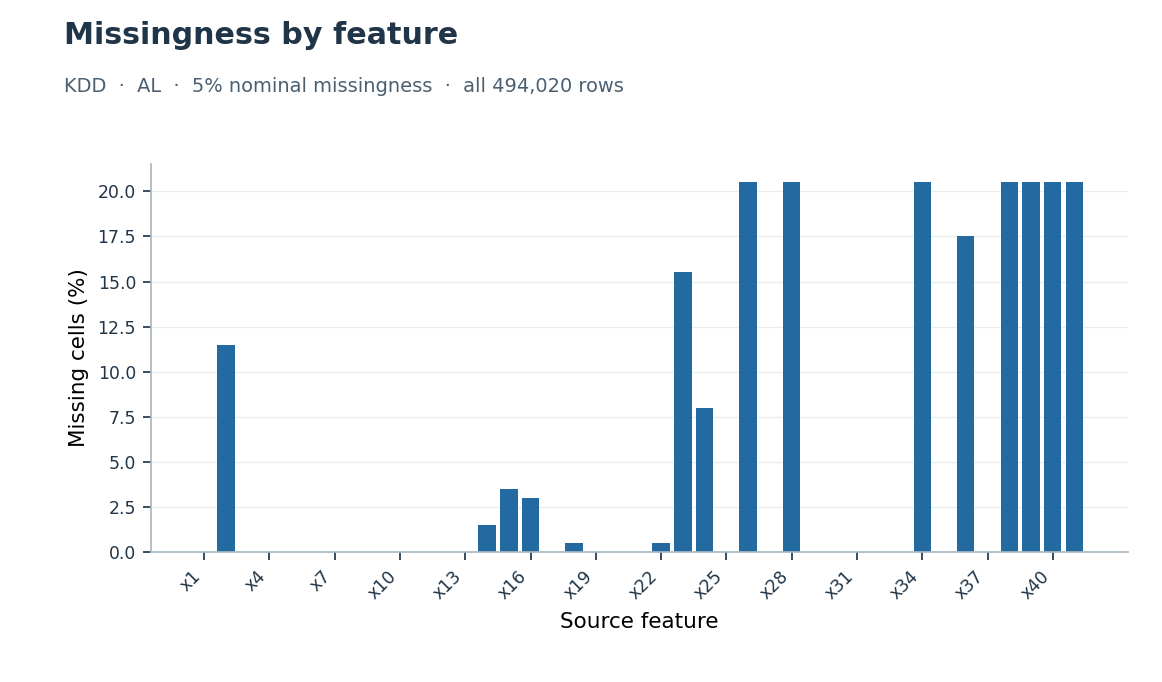 Missingness by feature
KDD · AL · 5% nominal missingness · all 494,020 rows
Missing cells (%)
20.0
17.5
15.0
12.5
10.0
7.5
5.0
2.5
0.0
x1 x4 x7 x10 x13 x16 x19 x22 x25 x28 x31 x34 x37 x40
Source feature